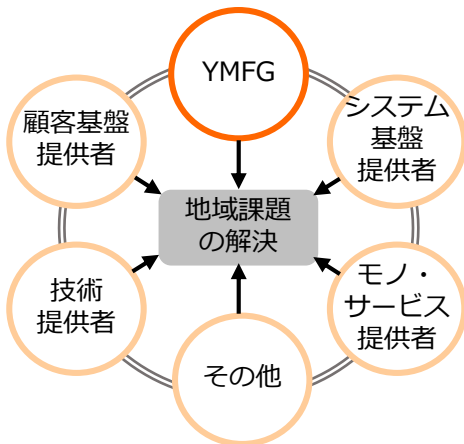 YMFG
顧客基盤
提供者
システム
基盤
提供者
地域課題
の解決
技術
提供者
モノ・
サービス
提供者
その他